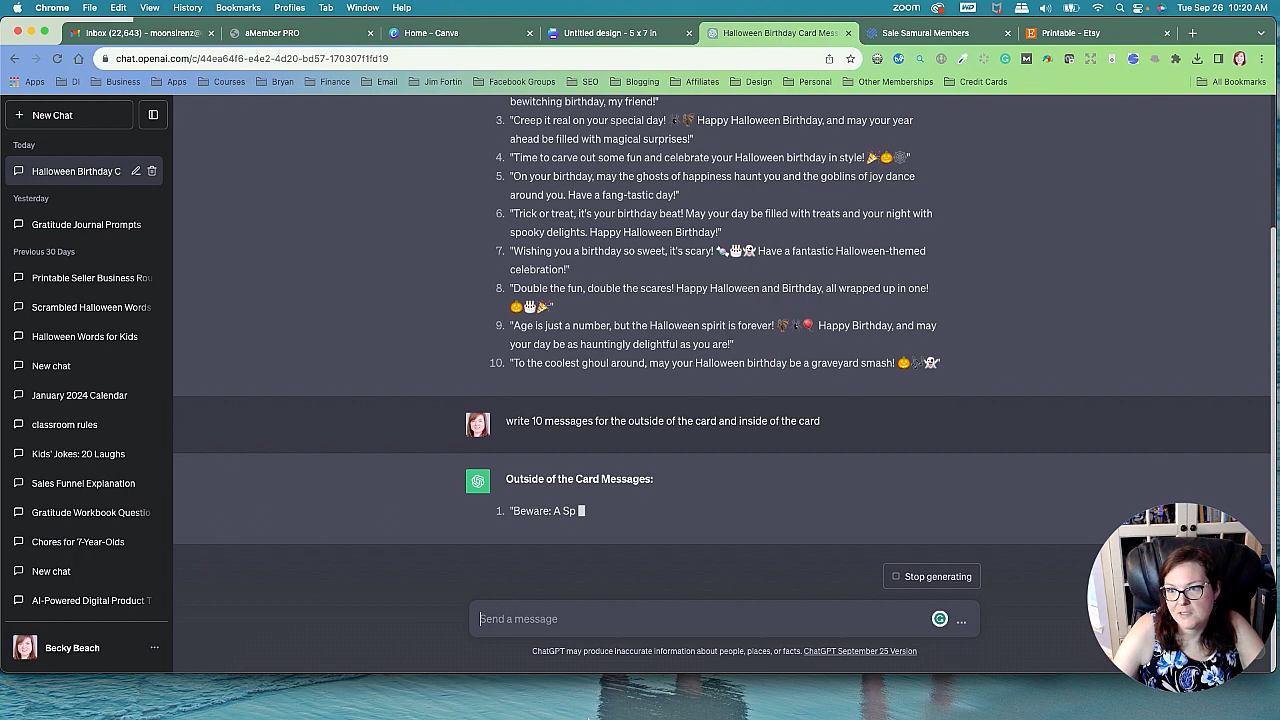 Chrome File Edit View History Bookmarks Profiles Tab Window Help zoom Tue Sep 26 10:20 AM
Inbox (22,643) - moonsirenz@ aMember PRO Home – Canva Untitled design - 5 x 7 in Halloween Birthday Card Mess Sale Samurai Members Printable - Etsy
chat.openai.com/c/44ea64f6-e4e2-4d20-bd57-170307f1fd19
Apps DI Business Apps Courses Bryan Finance Email Jim Fortin Facebook Groups SEO Blogging Affiliates Design Personal Other Memberships Credit Cards All Bookmarks
New Chat
Today
Halloween Birthday C
Yesterday
Gratitude Journal Prompts
Previous 30 Days
Printable Seller Business Rou
Scrambled Halloween Words
Halloween Words for Kids
New chat
January 2024 Calendar
classroom rules
Kids' Jokes: 20 Laughs
Sales Funnel Explanation
Gratitude Workbook Questio
Chores for 7-Year-Olds
New chat
AI-Powered Digital Product T
Becky Beach
bewitching birthday, my friend!"
3. "Creep it real on your special day! 🕷️🦇 Happy Halloween Birthday, and may your year
ahead be filled with magical surprises!"
4. "Time to carve out some fun and celebrate your Halloween birthday in style! 🎉🎃🕸️"
5. "On your birthday, may the ghosts of happiness haunt you and the goblins of joy dance
around you. Have a fang-tastic day!"
6. "Trick or treat, it's your birthday beat! May your day be filled with treats and your night with
spooky delights. Happy Halloween Birthday!"
7. "Wishing you a birthday so sweet, it's scary! 🍬🎂👻 Have a fantastic Halloween-themed
celebration!"
8. "Double the fun, double the scares! Happy Halloween and Birthday, all wrapped up in one!
🎃🎂🎉"
9. "Age is just a number, but the Halloween spirit is forever! 🦇🕷️🎈 Happy Birthday, and may
your day be as hauntingly delightful as you are!"
10. "To the coolest ghoul around, may your Halloween birthday be a graveyard smash! 🎃🎶👻"
write 10 messages for the outside of the card and inside of the card
Outside of the Card Messages:
1. "Beware: A Sp
Stop generating
Send a message
ChatGPT may produce inaccurate information about people, places, or facts. ChatGPT September 25 Version